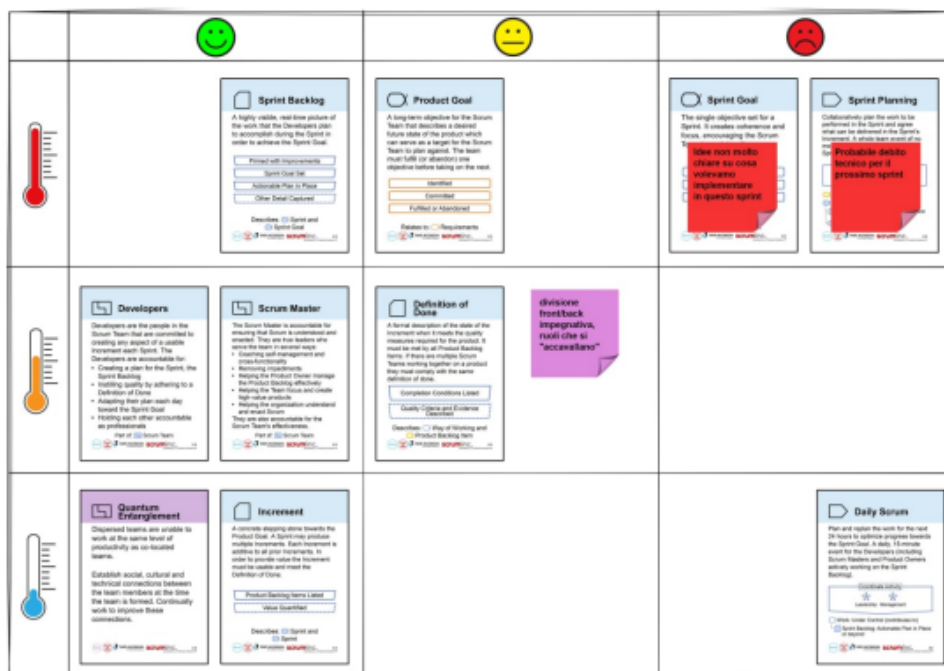 Sprint Backlog
A highly visible, real-time picture of
the work that the Developers plan
to accomplish during the Sprint in
order to achieve the Sprint Goal.
Primed with Improvements
Sprint Goal Set
Actionable Plan in Place
Other Detail Captured
Describes: Sprint and
Sprint Goal
Product Goal
A long-term objective for the Scrum
Team that describes a desired
future state of the product which
can serve as a target for the Scrum
Team to plan against. The team
must fulfill (or abandon) one
objective before taking on the next.
Identified
Committed
Fulfilled or Abandoned
Relates to: Requirements
Sprint Goal
The single objective set for a
Sprint. It creates coherence and
focus, encouraging the Scrum
Idee non molto
chiare su cosa
volevamo
implementare
in questo sprint
Sprint Planning
Collaboratively plan the work to be
performed in the Sprint and agree
what can be delivered in the Sprint's
Increment. A whole team event of no
Probabile debito
tecnico per il
prossimo sprint
Developers
Developers are the people in the
Scrum Team that are committed to
creating any aspect of a usable
increment each Sprint. The
Developers are accountable for:
• Creating a plan for the Sprint, the
Sprint Backlog
• Instilling quality by adhering to a
Definition of Done
• Adapting their plan each day
toward the Sprint Goal
• Holding each other accountable
as professionals
Part of: Scrum Team
Scrum Master
The Scrum Master is accountable for
ensuring that Scrum is understood and
enacted. They are true leaders who
serve the team in several ways:
• Coaching self-management and
cross-functionality
• Removing impediments
• Helping the Product Owner manage
the Product Backlog effectively
• Helping the Team focus and create
high-value products
• Helping the organization understand
and enact Scrum
They are also accountable for the
Scrum Team's effectiveness.
Part of: Scrum Team
Definition of
Done
A formal description of the state of the
Increment when it meets the quality
measures required for the product. It
must be met by all Product Backlog
Items. If there are multiple Scrum
Teams working together on a product
they must comply with the same
definition of done.
Completion Conditions Listed
Quality Criteria and Evidence
Described
Describes: Way of Working and
Product Backlog Item
divisione
front/back
impegnativa,
ruoli che si
"accavallano"
Quantum
Entanglement
Dispersed teams are unable to
work at the same level of
productivity as co-located
teams.
Establish social, cultural and
technical connections between
the team members at the time
the team is formed. Continually
work to improve these
connections.
Increment
A concrete stepping stone towards the
Product Goal. A Sprint may produce
multiple Increments. Each Increment is
additive to all prior Increments. In
order to provide value the Increment
must be usable and meet the
Definition of Done.
Product Backlog Items Listed
Value Quantified
Describes: Sprint and
Sprint
Daily Scrum
Plan and replan the work for the next
24 hours to optimize progress towards
the Sprint Goal. A daily, 15-minute
event for the Developers (including
Scrum Masters and Product Owners
actively working on the Sprint
Backlog).
Coordinate activity
Leadership Management
Work: Under Control (contributes to)
Sprint Backlog: Actionable Plan in Place
or beyond